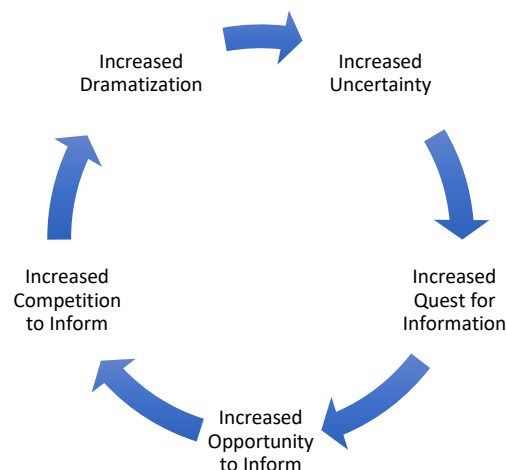 Increased
Dramatization
Increased
Uncertainty
Increased
Quest for
Information
Increased
Opportunity
to Inform
Increased
Competition
to Inform